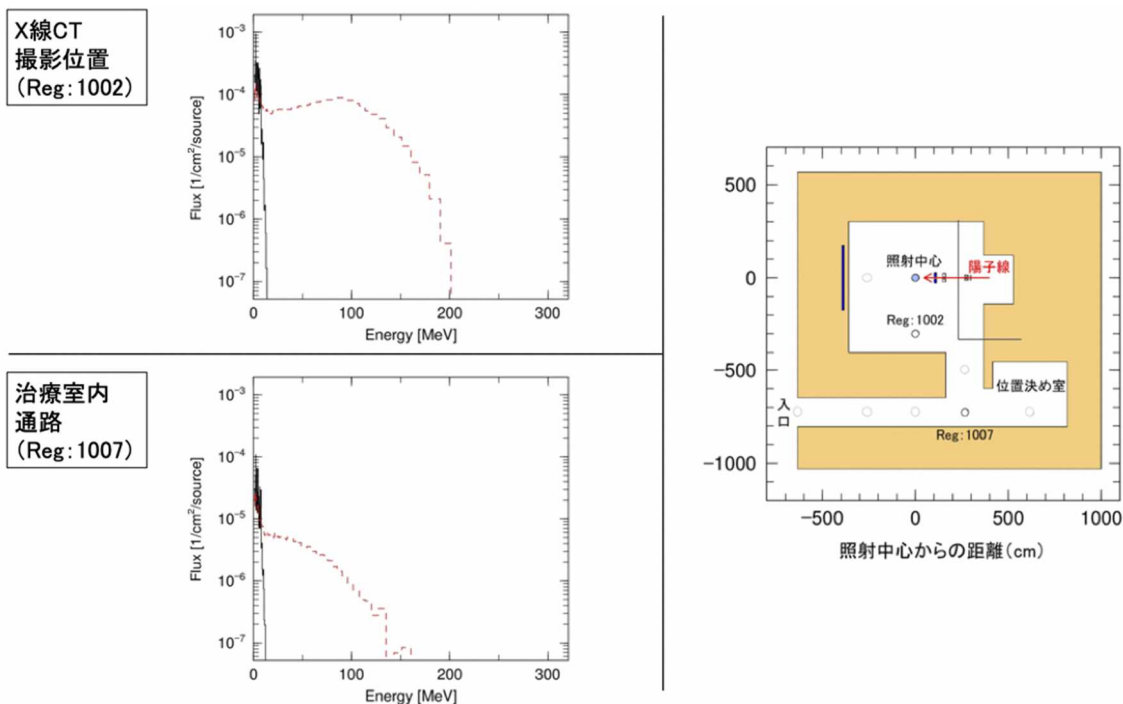 X線CT
撮影位置
(Reg:1002)
10⁻³
10⁻⁴
10⁻⁵
10⁻⁶
10⁻⁷
Flux [1/cm²/source]
0 100 200 300
Energy [MeV]
治療室内
通路
(Reg:1007)
10⁻³
10⁻⁴
10⁻⁵
10⁻⁶
10⁻⁷
Flux [1/cm²/source]
0 100 200 300
Energy [MeV]
500
0
−500
−1000
照射中心
陽子線
Reg:1002
位置決め室
入口
Reg:1007
−500 0 500 1000
照射中心からの距離(cm)